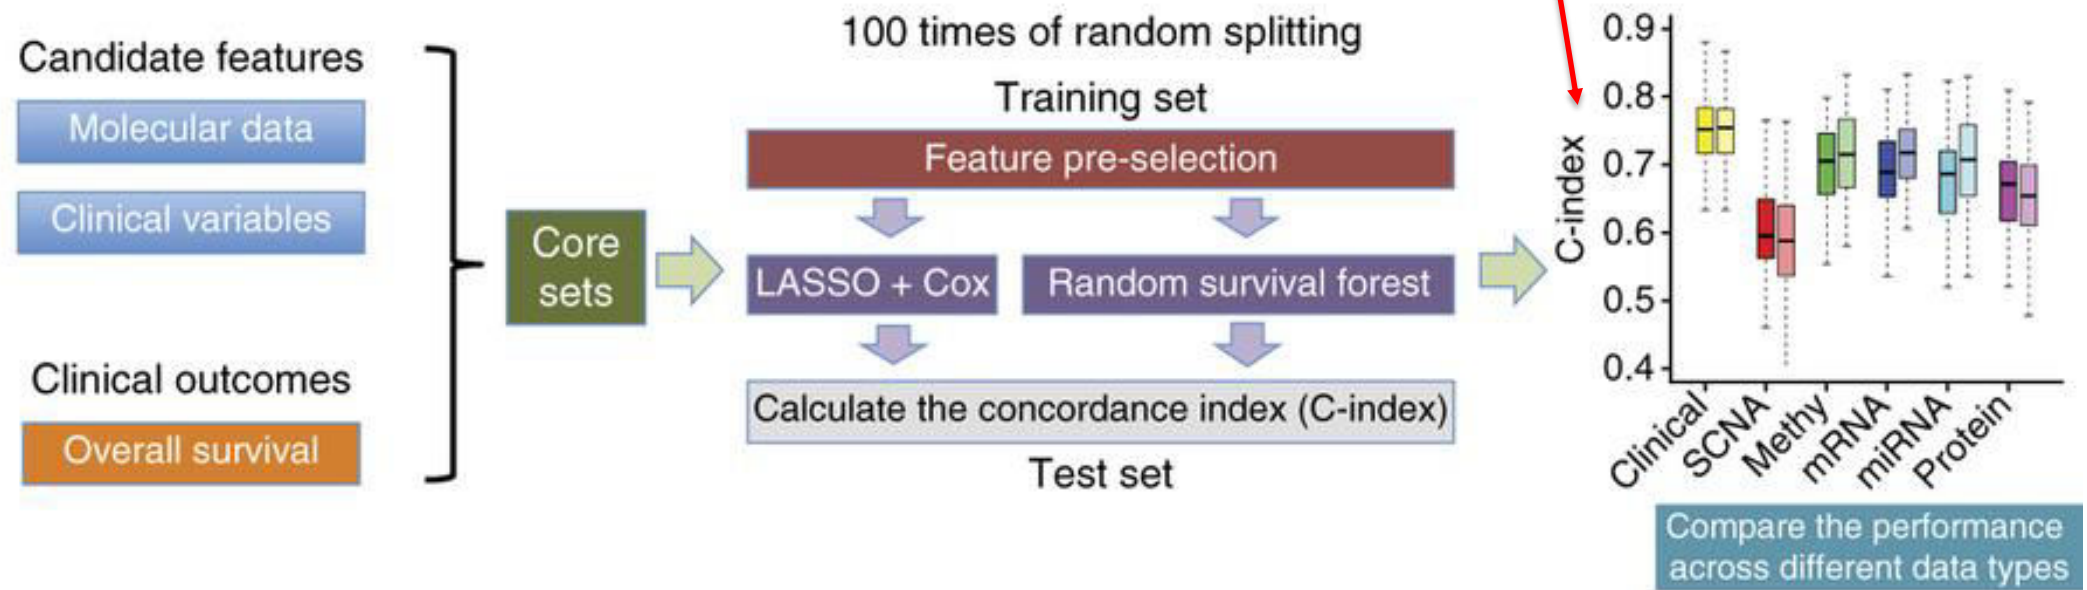 Candidate features
Molecular data
Clinical variables
Clinical outcomes
Overall survival
Core
sets
100 times of random splitting
Training set
Feature pre-selection
LASSO + Cox
Random survival forest
Calculate the concordance index (C-index)
Test set
C-index
0.9
0.8
0.7
0.6
0.5
0.4
Clinical
SCNA
Methy
mRNA
miRNA
Protein
Compare the performance
across different data types